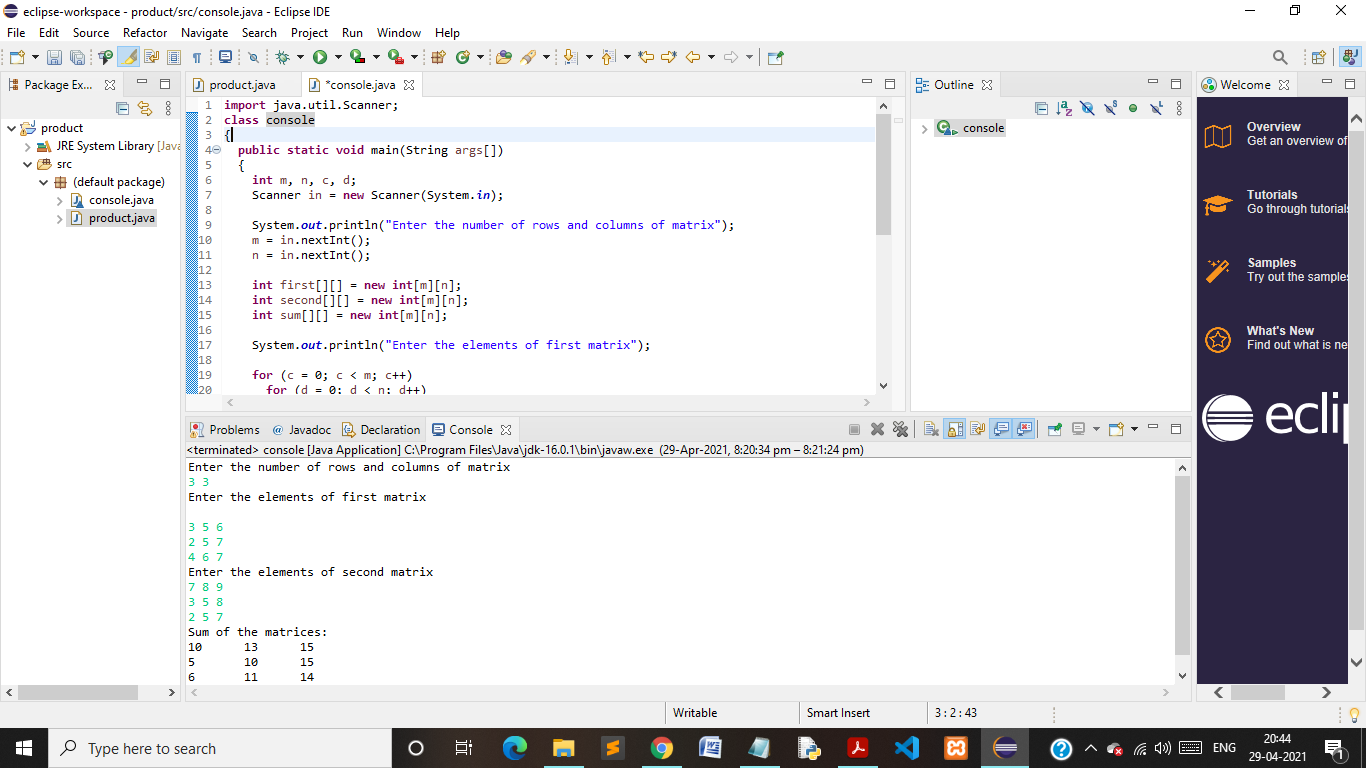 eclipse-workspace - product/src/console.java - Eclipse IDE
File Edit Source Refactor Navigate Search Project Run Window Help
Package Ex...
product
JRE System Library [Java
src
(default package)
console.java
product.java
product.java *console.java
1 import java.util.Scanner;
2 class console
3 {
4 public static void main(String args[])
5 {
6 int m, n, c, d;
7 Scanner in = new Scanner(System.in);
8
9 System.out.println("Enter the number of rows and columns of matrix");
10 m = in.nextInt();
11 n = in.nextInt();
12
13 int first[][] = new int[m][n];
14 int second[][] = new int[m][n];
15 int sum[][] = new int[m][n];
16
17 System.out.println("Enter the elements of first matrix");
18
19 for (c = 0; c < m; c++)
20 for (d = 0; d < n; d++)
Outline
console
Welcome
Overview
Get an overview of
Tutorials
Go through tutorials
Samples
Try out the samples
What's New
Find out what is ne
eclip
Problems @ Javadoc Declaration Console
<terminated> console [Java Application] C:\Program Files\Java\jdk-16.0.1\bin\javaw.exe (29-Apr-2021, 8:20:34 pm – 8:21:24 pm)
Enter the number of rows and columns of matrix
3 3
Enter the elements of first matrix
3 5 6
2 5 7
4 6 7
Enter the elements of second matrix
7 8 9
3 5 8
2 5 7
Sum of the matrices:
10 13 15
5 10 15
6 11 14
Writable Smart Insert 3 : 2 : 43
Type here to search
ENG
20:44
29-04-2021
1